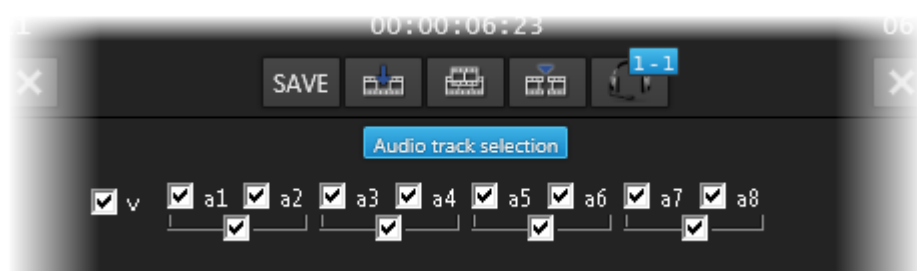 00:00:06:23
SAVE
1 - 1
Audio track selection
v a1 a2 a3 a4 a5 a6 a7 a8